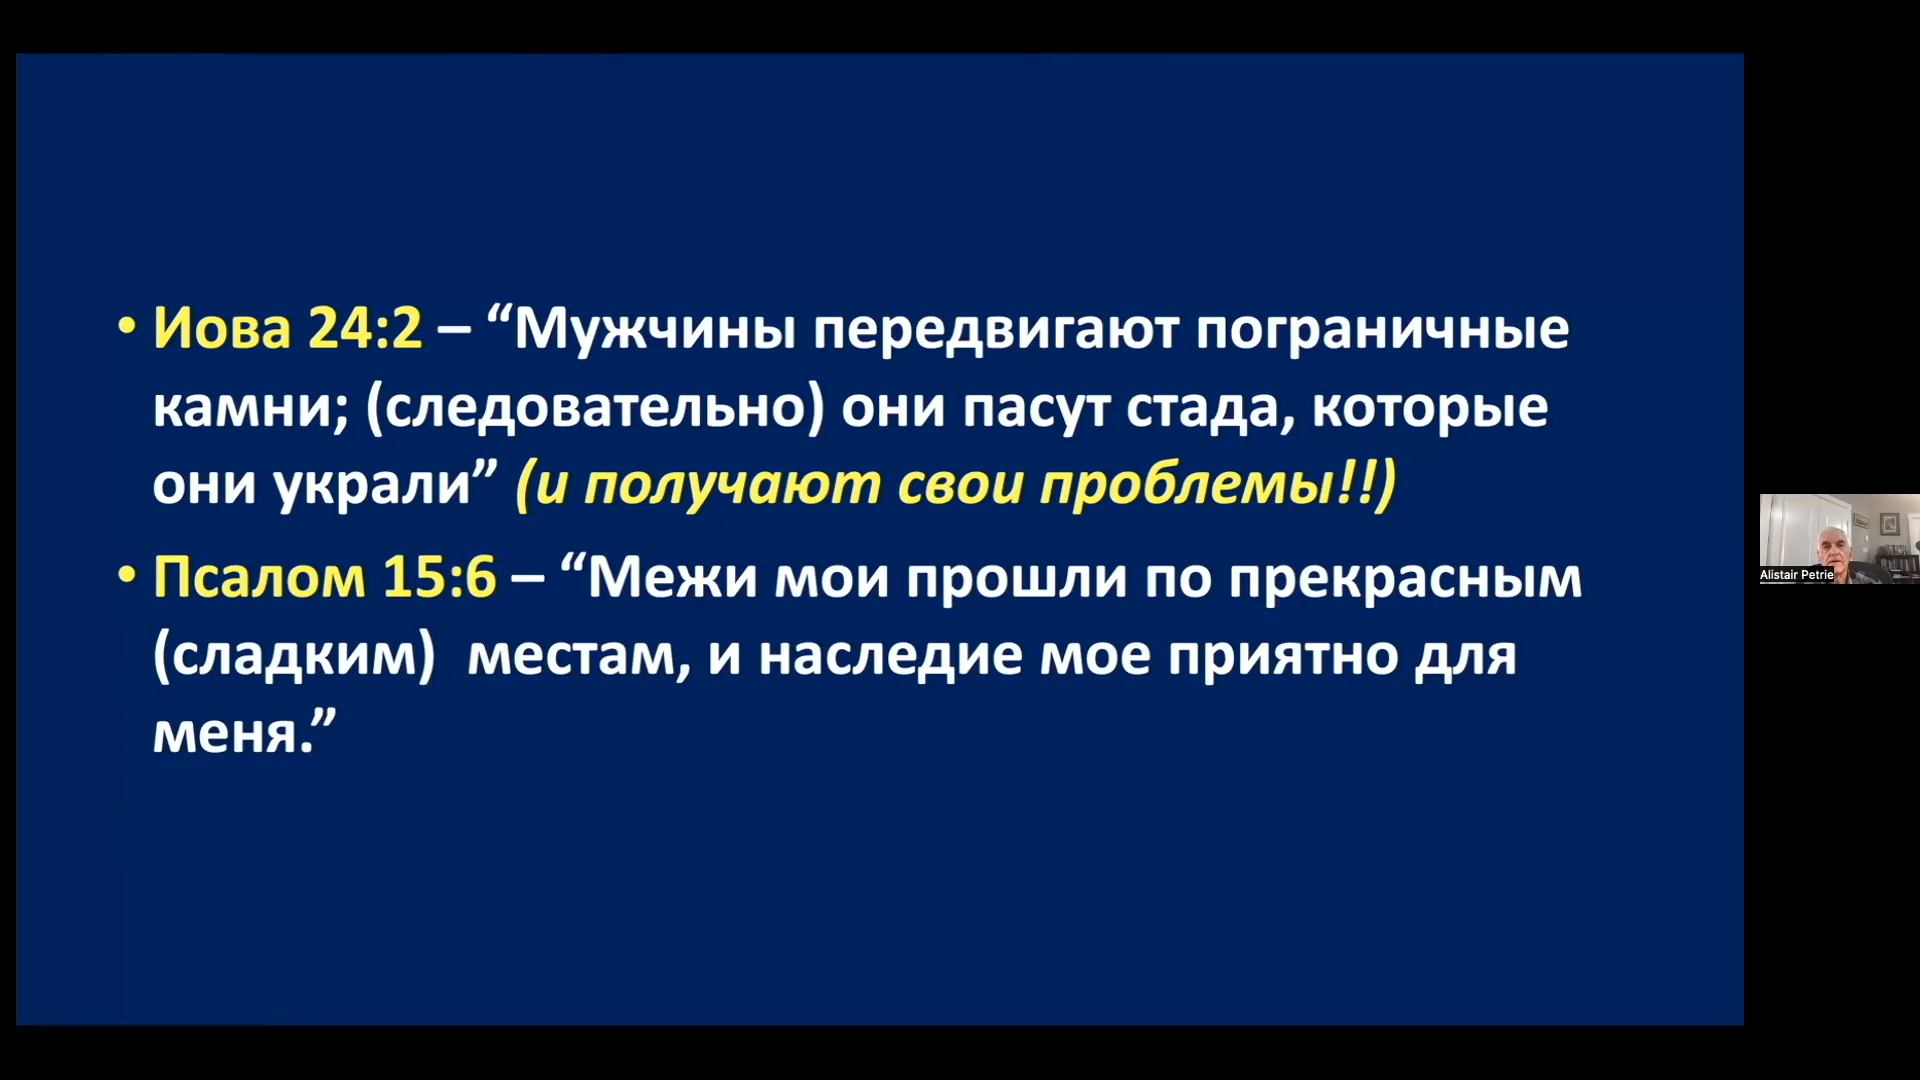 • Иова 24:2 – “Мужчины передвигают пограничные
камни; (следовательно) они пасут стада, которые
они украли” (и получают свои проблемы!!)
• Псалом 15:6 – “Межи мои прошли по прекрасным
(сладким) местам, и наследие мое приятно для
меня.”
Alistair Petrie